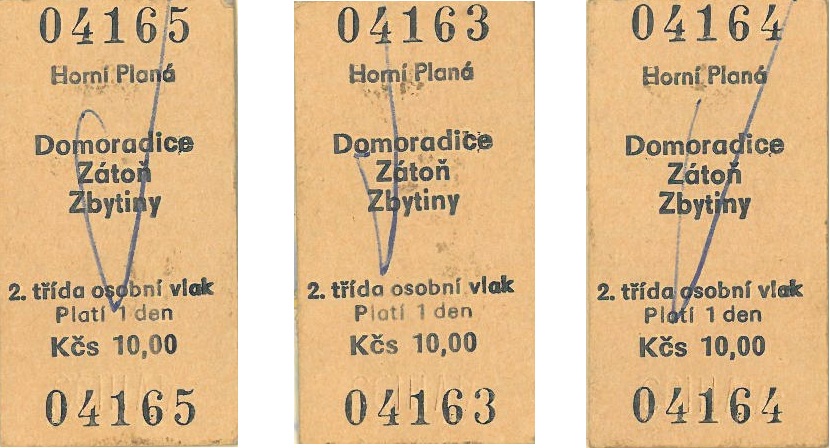 04165
Horní Planá
Domoradice
Zátoň
Zbytiny
2. třída osobní vlak
Platí 1 den
Kčs 10,00
04165
04163
Horní Planá
Domoradice
Zátoň
Zbytiny
2. třída osobní vlak
Platí 1 den
Kčs 10,00
04163
04164
Horní Planá
Domoradice
Zátoň
Zbytiny
2. třída osobní vlak
Platí 1 den
Kčs 10,00
04164